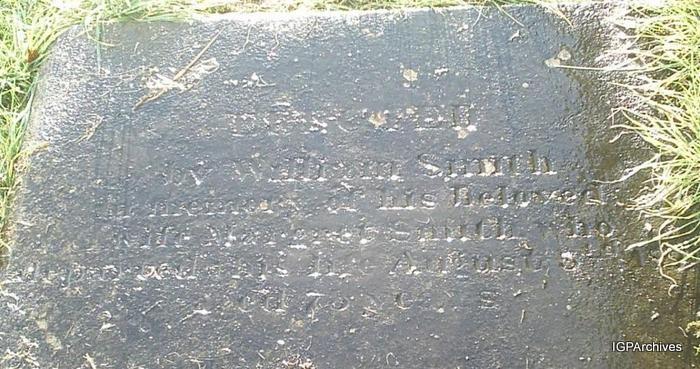 ERECTED
by William Smith
In memory of his Beloved
Wife Margaret Smith who
departed this life August
aged 75 years
IGPArchives